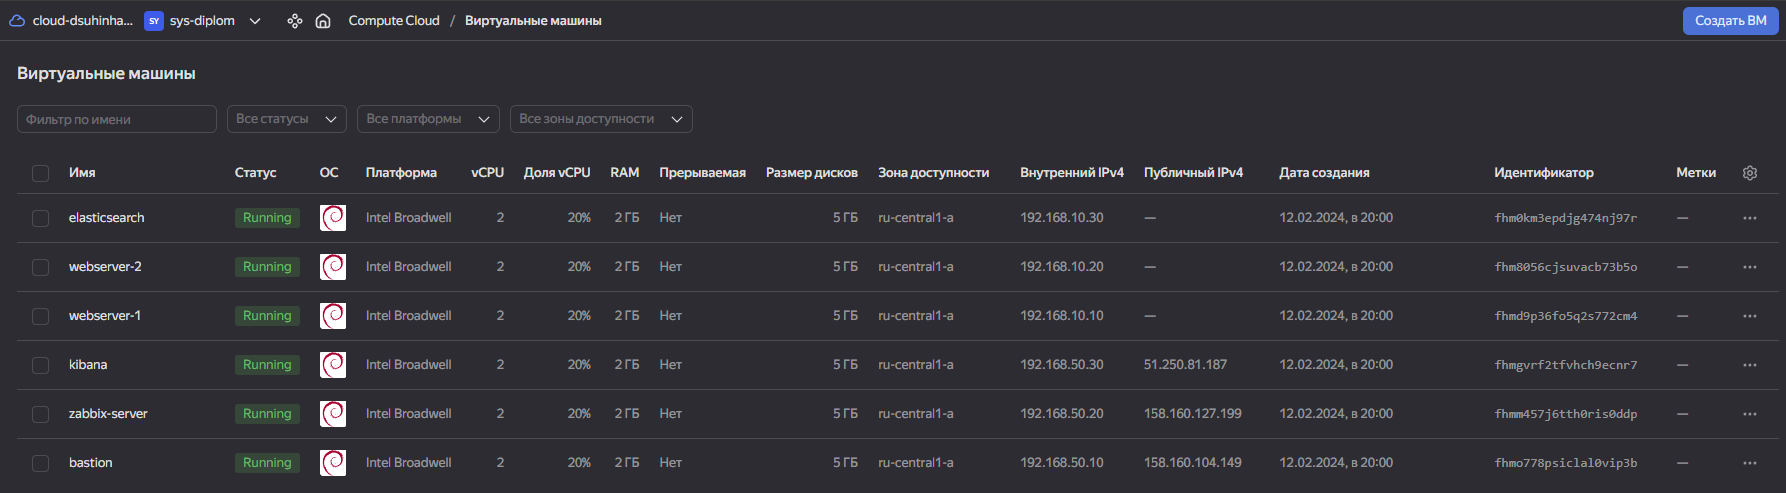 cloud-dsuhinha... SY sys-diplom Compute Cloud / Виртуальные машины Создать ВМ
Виртуальные машины
Фильтр по имени Все статусы Все платформы Все зоны доступности
Имя Статус ОС Платформа vCPU Доля vCPU RAM Прерываемая Размер дисков Зона доступности Внутренний IPv4 Публичный IPv4 Дата создания Идентификатор Метки
elasticsearch Running Intel Broadwell 2 20% 2 ГБ Нет 5 ГБ ru-central1-a 192.168.10.30 — 12.02.2024, в 20:00 fhm0km3epdjg474nj97r — ...
webserver-2 Running Intel Broadwell 2 20% 2 ГБ Нет 5 ГБ ru-central1-a 192.168.10.20 — 12.02.2024, в 20:00 fhm8056cjsuvacb73b5o — ...
webserver-1 Running Intel Broadwell 2 20% 2 ГБ Нет 5 ГБ ru-central1-a 192.168.10.10 — 12.02.2024, в 20:00 fhmd9p36fo5q2s772cm4 — ...
kibana Running Intel Broadwell 2 20% 2 ГБ Нет 5 ГБ ru-central1-a 192.168.50.30 51.250.81.187 12.02.2024, в 20:00 fhmgvrf2tfvhch9ecnr7 — ...
zabbix-server Running Intel Broadwell 2 20% 2 ГБ Нет 5 ГБ ru-central1-a 192.168.50.20 158.160.127.199 12.02.2024, в 20:00 fhmm457j6tth0ris0ddp — ...
bastion Running Intel Broadwell 2 20% 2 ГБ Нет 5 ГБ ru-central1-a 192.168.50.10 158.160.104.149 12.02.2024, в 20:00 fhmo778psiclal0vip3b — ...